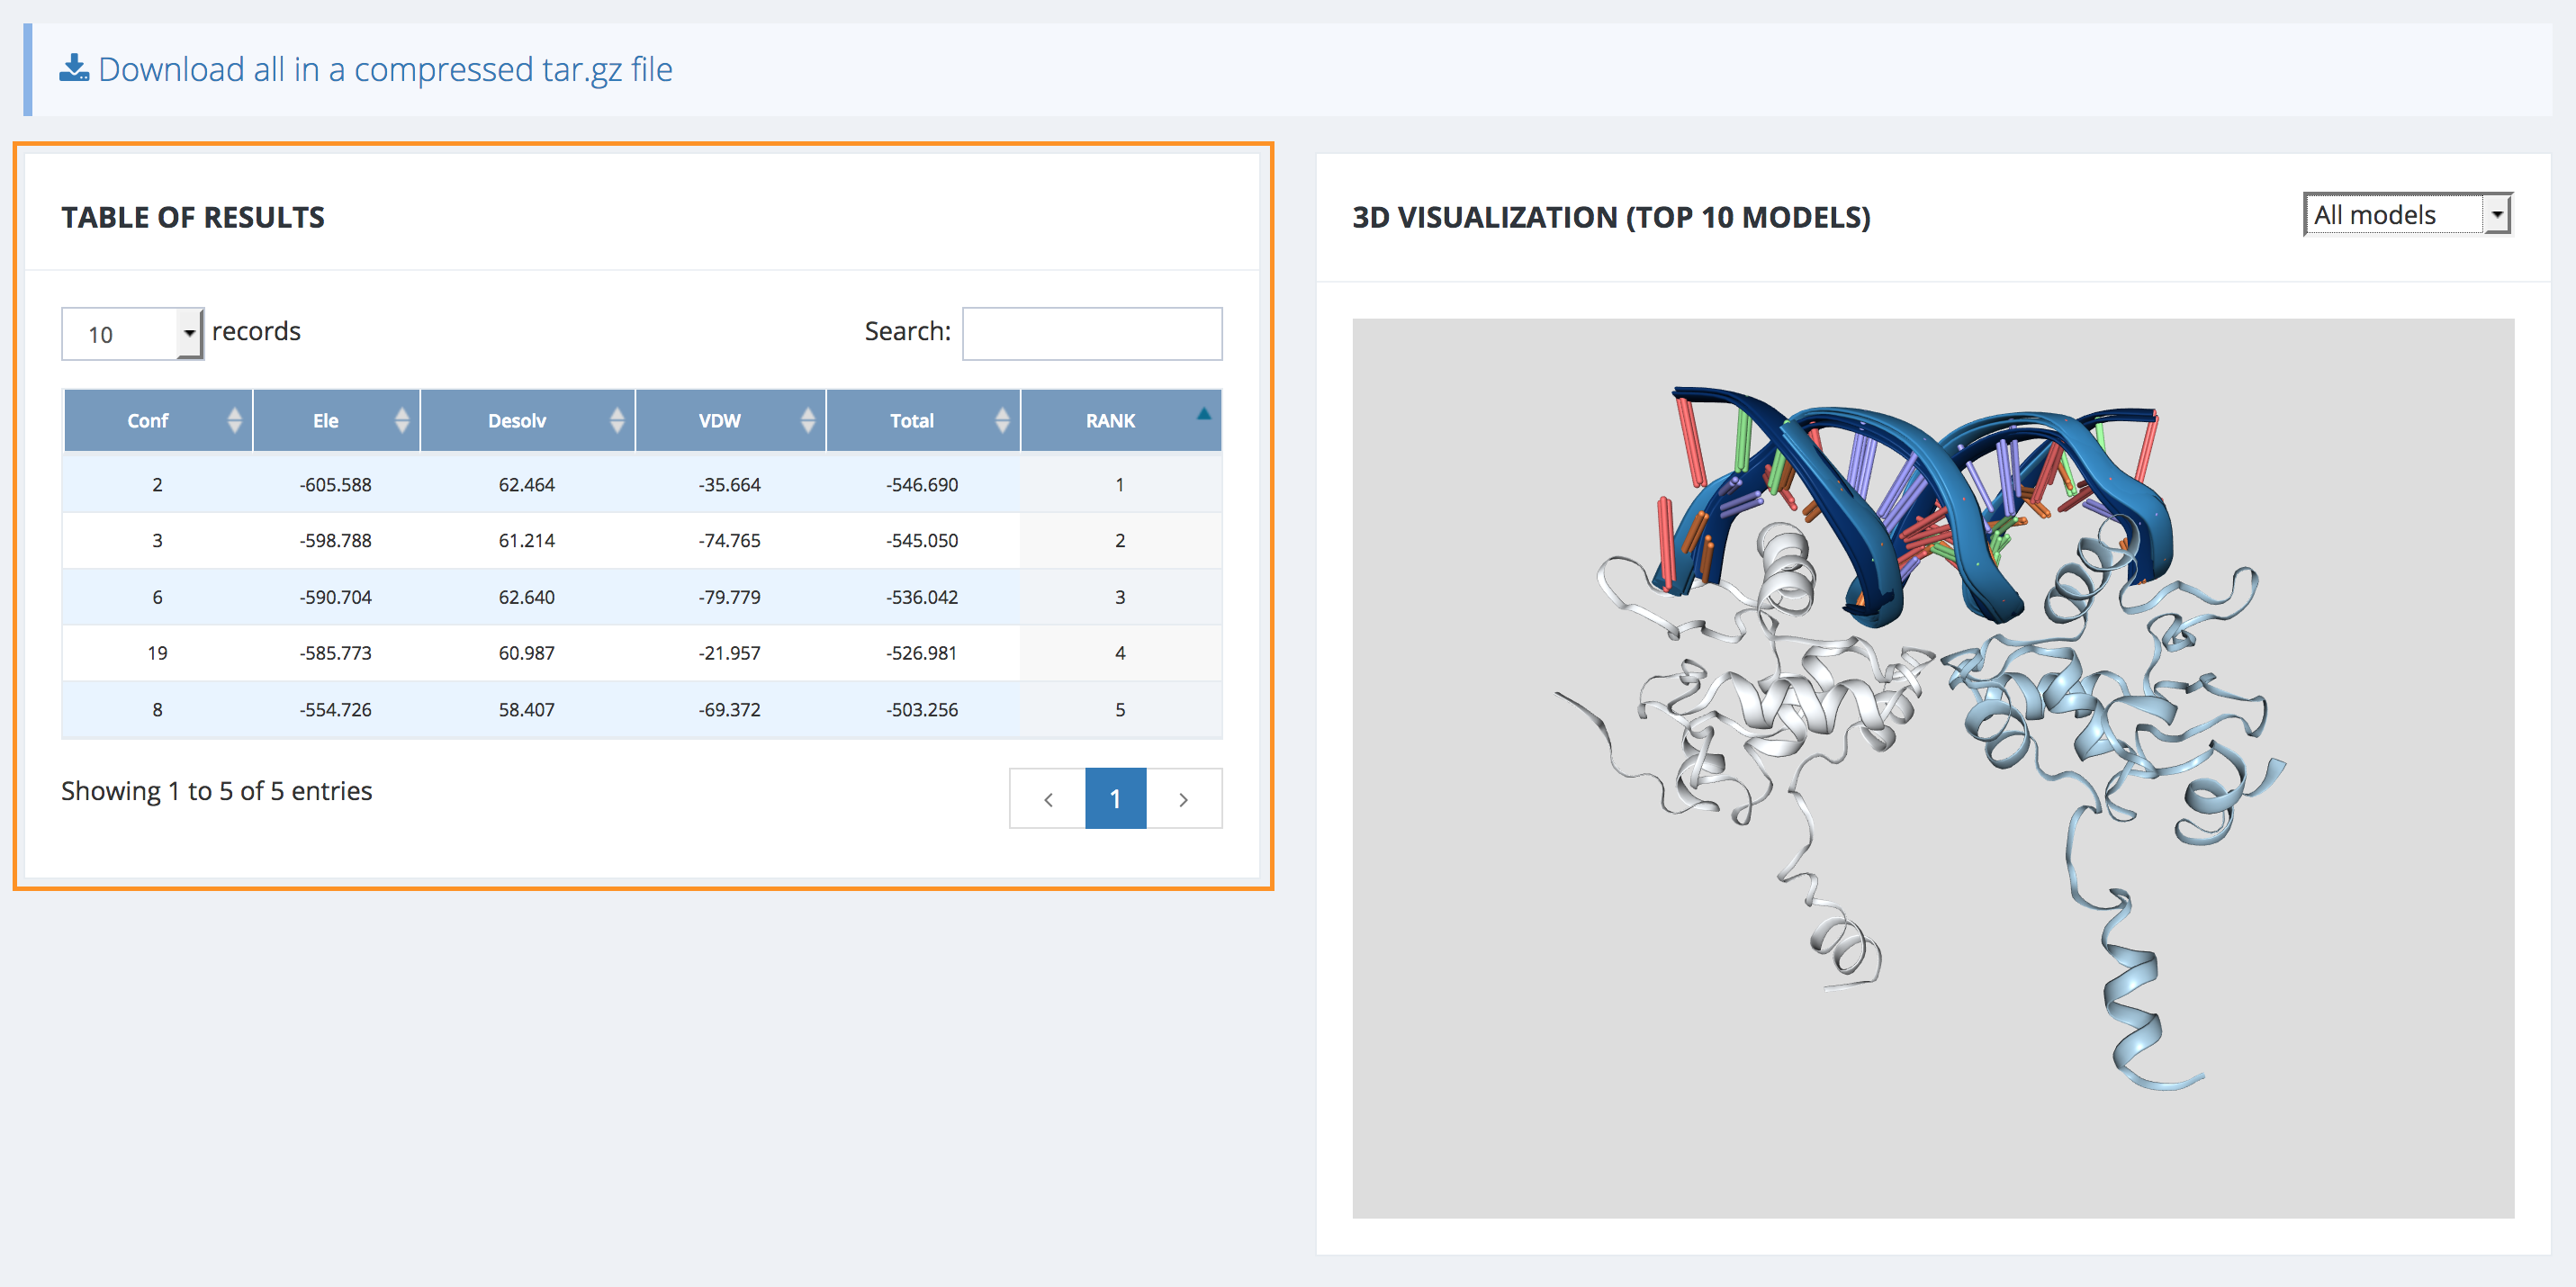 Download all in a compressed tar.gz file
TABLE OF RESULTS
10 records Search:
Conf Ele Desolv VDW Total RANK
2 -605.588 62.464 -35.664 -546.690 1
3 -598.788 61.214 -74.765 -545.050 2
6 -590.704 62.640 -79.779 -536.042 3
19 -585.773 60.987 -21.957 -526.981 4
8 -554.726 58.407 -69.372 -503.256 5
Showing 1 to 5 of 5 entries
1
3D VISUALIZATION (TOP 10 MODELS)
All models